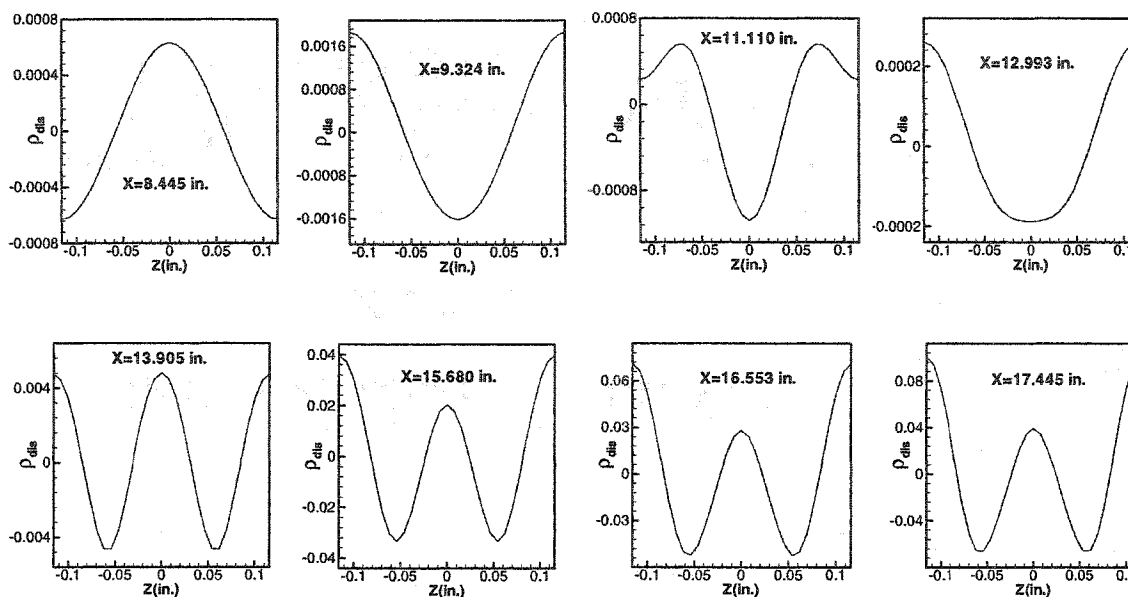 0.0008
0.0004
0
-0.0004
-0.0008
ρdis
X=8.445 in.
-0.1 -0.05 0 0.05 0.1
Z(in.)
0.0016
0.0008
0
-0.0008
-0.0016
ρdis
X=9.324 in.
-0.1 -0.05 0 0.05 0.1
Z(in.)
0.0008
0
-0.0008
ρdis
X=11.110 in.
-0.1 -0.05 0 0.05 0.1
Z(in.)
0.0002
0
-0.0002
ρdis
X=12.993 in.
-0.1 -0.05 0 0.05 0.1
Z(in.)
0.004
0
-0.004
ρdis
X=13.905 in.
-0.1 -0.05 0 0.05 0.1
Z(in.)
0.04
0.02
0
-0.02
-0.04
ρdis
X=15.680 in.
-0.1 -0.05 0 0.05 0.1
Z(in.)
0.06
0.03
0
-0.03
ρdis
X=16.553 in.
-0.1 -0.05 0 0.05 0.1
Z(in.)
0.08
0.04
0
-0.04
ρdis
X=17.445 in.
-0.1 -0.05 0 0.05 0.1
Z(in.)